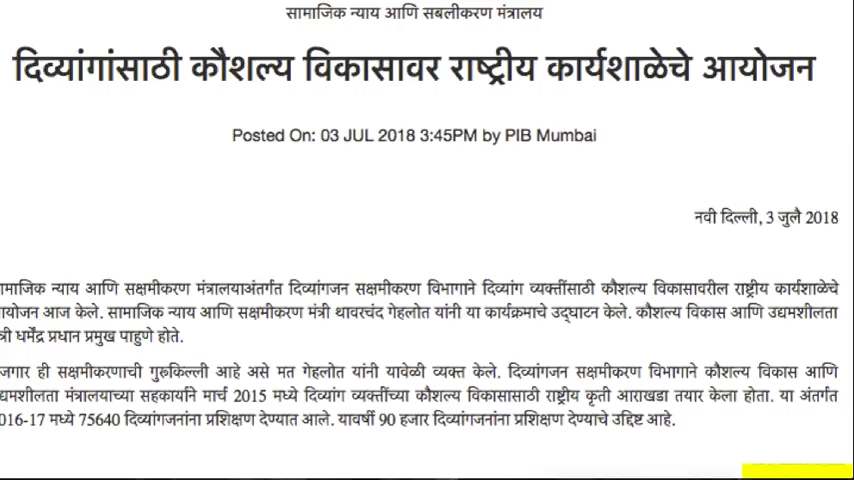 सामाजिक न्याय आणि सबलीकरण मंत्रालय
दिव्यांगांसाठी कौशल्य विकासावर राष्ट्रीय कार्यशाळेचे आयोजन
Posted On: 03 JUL 2018 3:45PM by PIB Mumbai
नवी दिल्ली, 3 जुलै 2018
न्याय आणि सक्षमीकरण मंत्रालयाअंतर्गत दिव्यांगजन सक्षमीकरण विभागाने दिव्यांग व्यक्तींसाठी कौशल्य विकासावरील राष्ट्रीय कार्यशाळेचे
आज केले. सामाजिक न्याय आणि सक्षमीकरण मंत्री थावरचंद गेहलोत यांनी या कार्यक्रमाचे उद्‌घाटन केले. कौशल्य विकास आणि उद्यमशीलता
धर्मेंद्र प्रधान प्रमुख पाहुणे होते.
ही सक्षमीकरणाची गुरुकिल्ली आहे असे मत गेहलोत यांनी यावेळी व्यक्त केले. दिव्यांगजन सक्षमीकरण विभागाने कौशल्य विकास आणि
मंत्रालयाच्या सहकार्याने मार्च 2015 मध्ये दिव्यांग व्यक्तींच्या कौशल्य विकासासाठी राष्ट्रीय कृती आराखडा तयार केला होता. या अंतर्गत
016-17 मध्ये 75640 दिव्यांगजनांना प्रशिक्षण देण्यात आले. यावर्षी 90 हजार दिव्यांगजनांना प्रशिक्षण देण्याचे उद्दिष्ट आहे.